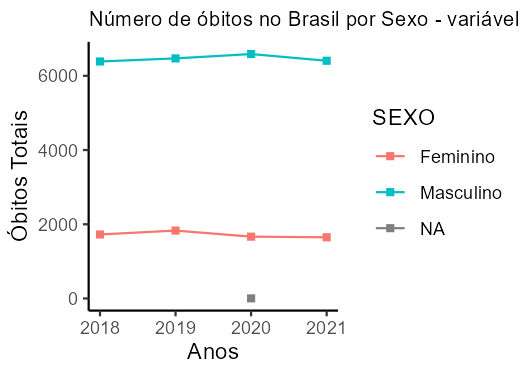 Número de óbitos no Brasil por Sexo - variável
Óbitos Totais
6000
4000
2000
0
2018 2019 2020 2021
Anos
SEXO
Feminino
Masculino
NA